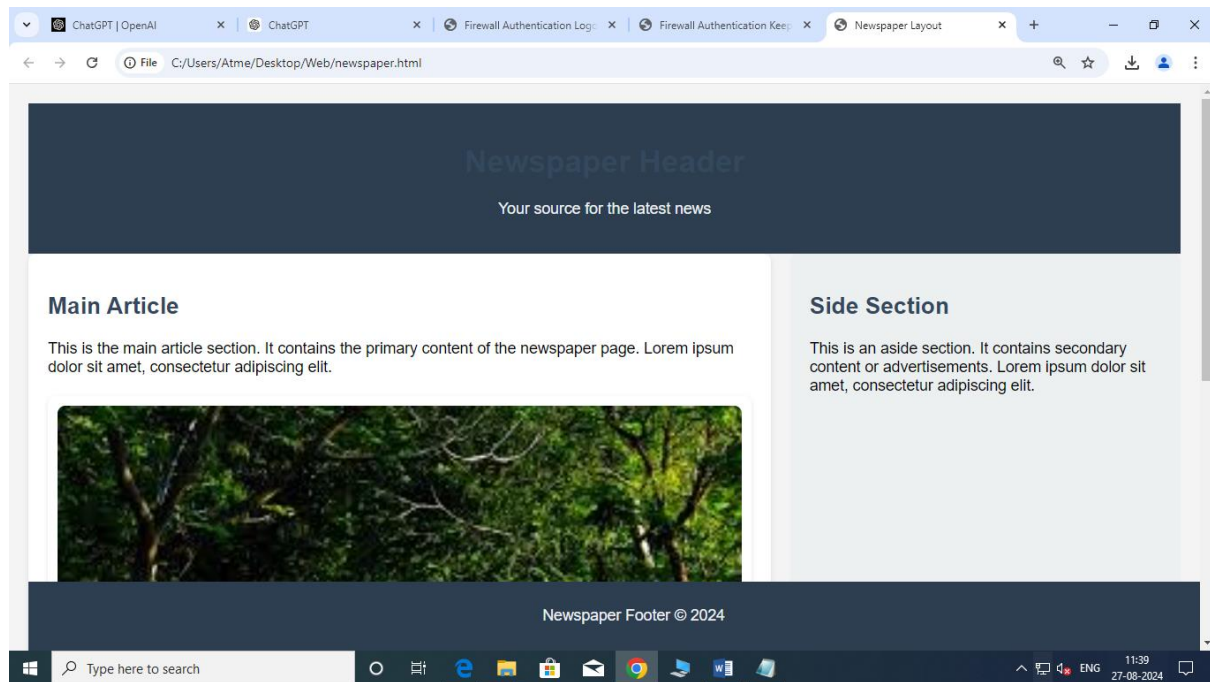 ChatGPT | OpenAI
ChatGPT
Firewall Authentication Logo
Firewall Authentication Keep
Newspaper Layout
File C:/Users/Atme/Desktop/Web/newspaper.html
Newspaper Header
Your source for the latest news
Main Article
This is the main article section. It contains the primary content of the newspaper page. Lorem ipsum
dolor sit amet, consectetur adipiscing elit.
Side Section
This is an aside section. It contains secondary
content or advertisements. Lorem ipsum dolor sit
amet, consectetur adipiscing elit.
Newspaper Footer © 2024
Type here to search
ENG
11:39
27-08-2024